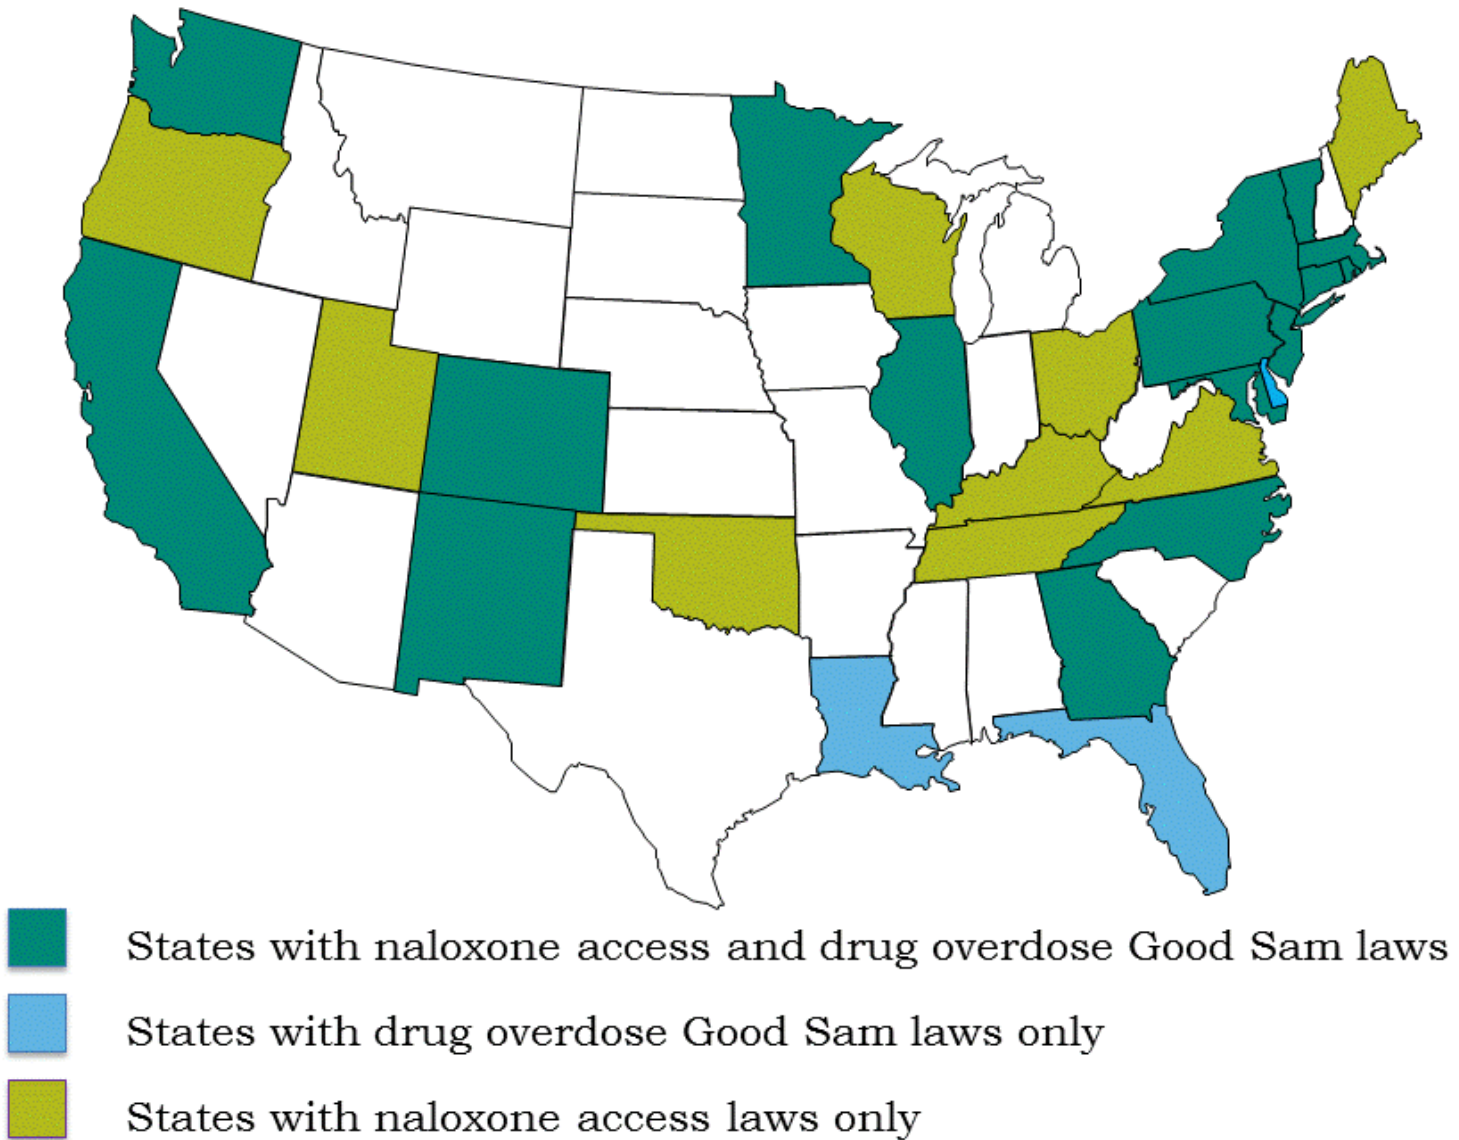 States with naloxone access and drug overdose Good Sam laws
States with drug overdose Good Sam laws only
States with naloxone access laws only